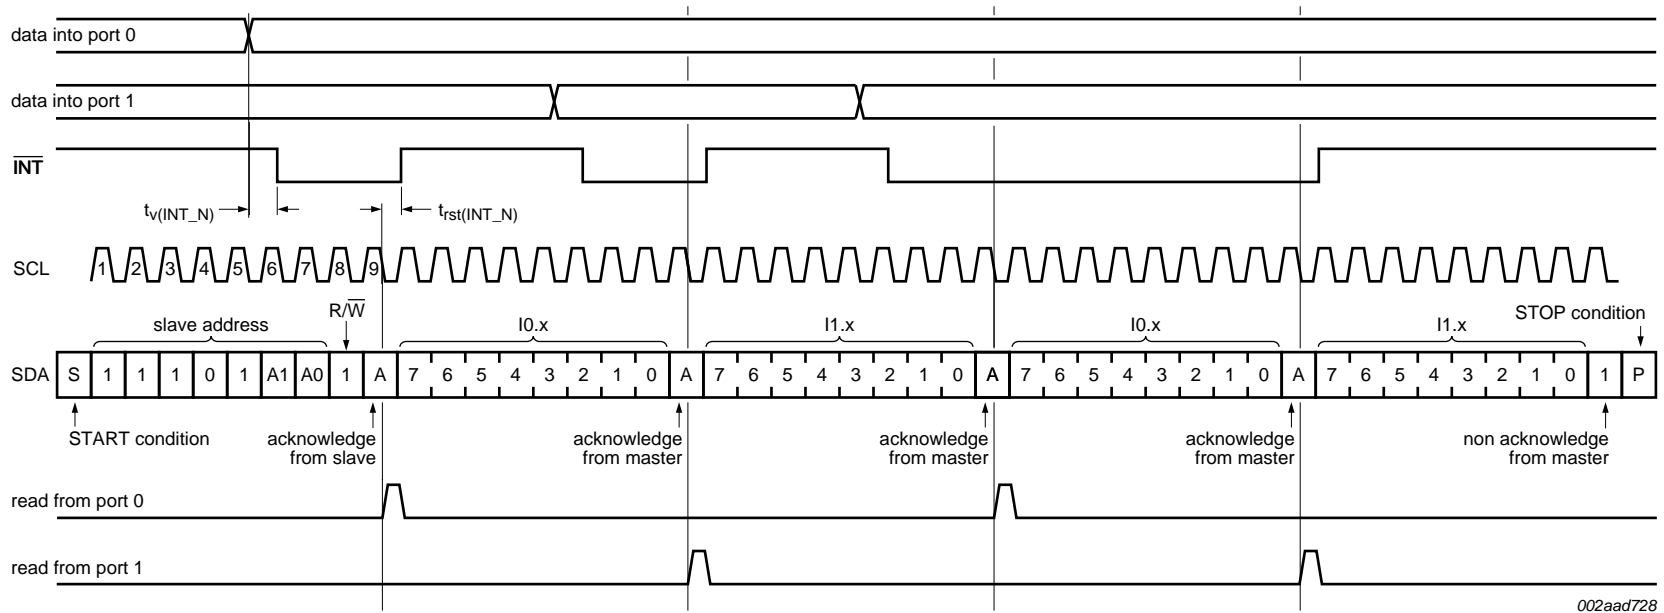 data into port 0
data into port 1
INT
tv(INT_N)
trst(INT_N)
SCL
1 2 3 4 5 6 7 8 9
R/W
STOP condition
slave address
I0.x
I1.x
I0.x
I1.x
SDA S 1 1 1 0 1 A1 A0 1 A 7 6 5 4 3 2 1 0 A 7 6 5 4 3 2 1 0 A 7 6 5 4 3 2 1 0 A 7 6 5 4 3 2 1 0 1 P
START condition
acknowledge
from slave
acknowledge
from master
acknowledge
from master
acknowledge
from master
non acknowledge
from master
read from port 0
read from port 1
002aad728